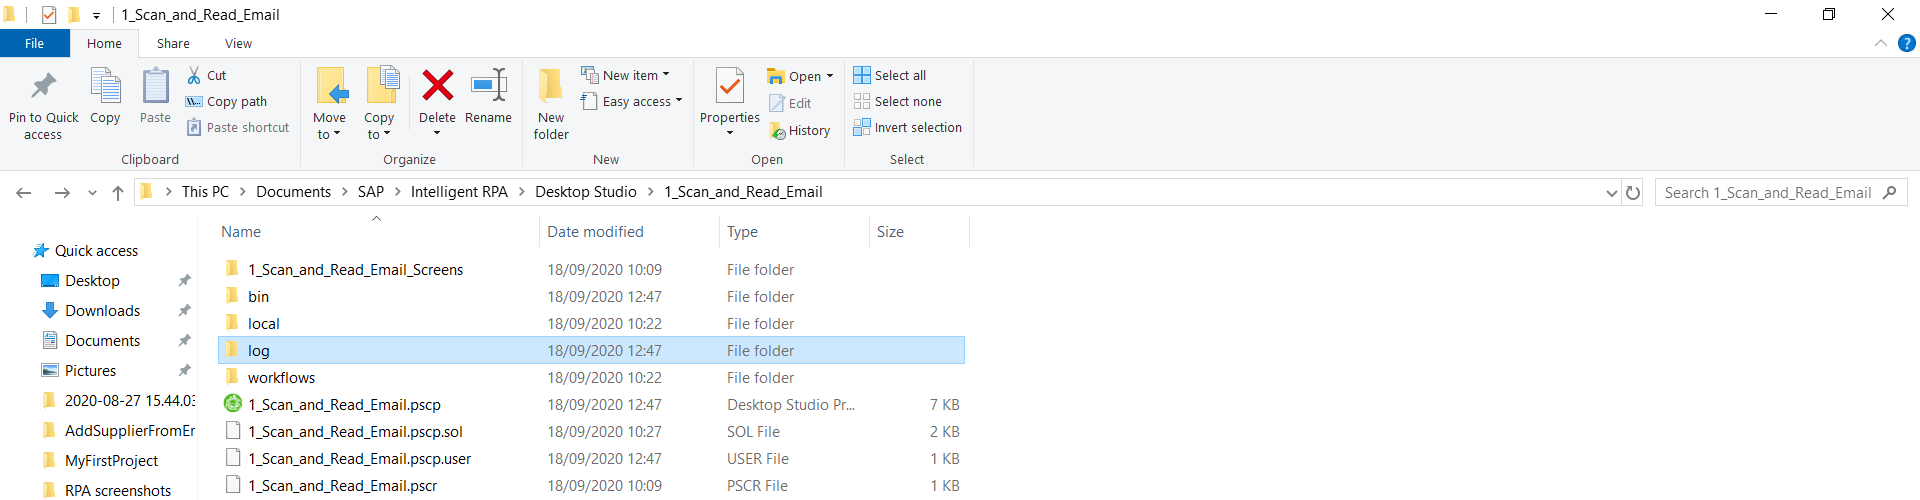 1_Scan_and_Read_Email
File Home Share View
Pin to Quick access
Copy
Paste
Cut
Copy path
Paste shortcut
Clipboard
Move to
Copy to
Delete
Rename
Organize
New folder
New item
Easy access
New
Properties
Open
Edit
History
Open
Select all
Select none
Invert selection
Select
This PC > Documents > SAP > Intelligent RPA > Desktop Studio > 1_Scan_and_Read_Email
Search 1_Scan_and_Read_Email
Quick access
Desktop
Downloads
Documents
Pictures
2020-08-27 15.44.03
AddSupplierFromEr
MyFirstProject
RPA screenshots
Name Date modified Type Size
1_Scan_and_Read_Email_Screens 18/09/2020 10:09 File folder
bin 18/09/2020 12:47 File folder
local 18/09/2020 10:22 File folder
log 18/09/2020 12:47 File folder
workflows 18/09/2020 10:22 File folder
1_Scan_and_Read_Email.pscp 18/09/2020 12:47 Desktop Studio Pr... 7 KB
1_Scan_and_Read_Email.pscp.sol 18/09/2020 10:27 SOL File 2 KB
1_Scan_and_Read_Email.pscp.user 18/09/2020 12:47 USER File 1 KB
1_Scan_and_Read_Email.pscr 18/09/2020 10:09 PSCR File 1 KB